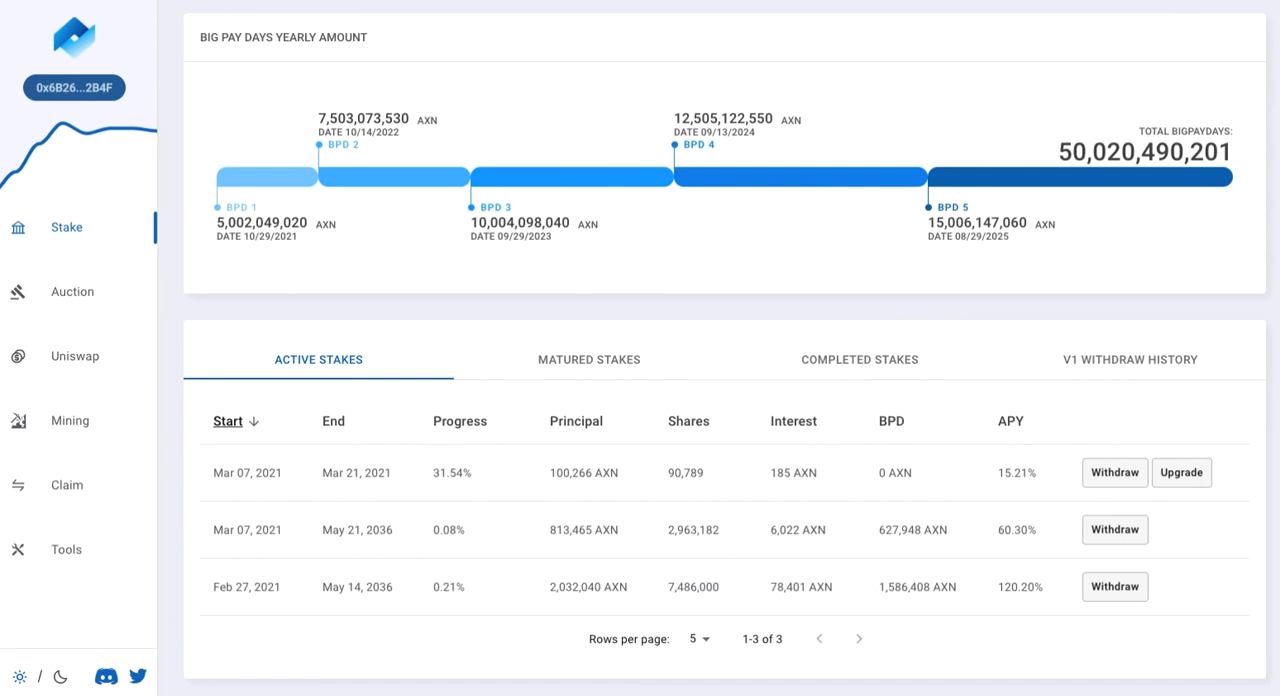 0x6B26...2B4F
Stake
Auction
Uniswap
Mining
Claim
Tools
/
BIG PAY DAYS YEARLY AMOUNT
7,503,073,530 AXN
DATE 10/14/2022
BPD 2
12,505,122,550 AXN
DATE 09/13/2024
BPD 4
TOTAL BIGPAYDAYS:
50,020,490,201
BPD 1
5,002,049,020 AXN
DATE 10/29/2021
BPD 3
10,004,098,040 AXN
DATE 09/29/2023
BPD 5
15,006,147,060 AXN
DATE 08/29/2025
ACTIVE STAKES MATURED STAKES COMPLETED STAKES V1 WITHDRAW HISTORY
Start End Progress Principal Shares Interest BPD APY
Mar 07, 2021 Mar 21, 2021 31.54% 100,266 AXN 90,789 185 AXN 0 AXN 15.21% Withdraw Upgrade
Mar 07, 2021 May 21, 2036 0.08% 813,465 AXN 2,963,182 6,022 AXN 627,948 AXN 60.30% Withdraw
Feb 27, 2021 May 14, 2036 0.21% 2,032,040 AXN 7,486,000 78,401 AXN 1,586,408 AXN 120.20% Withdraw
Rows per page: 5 1-3 of 3